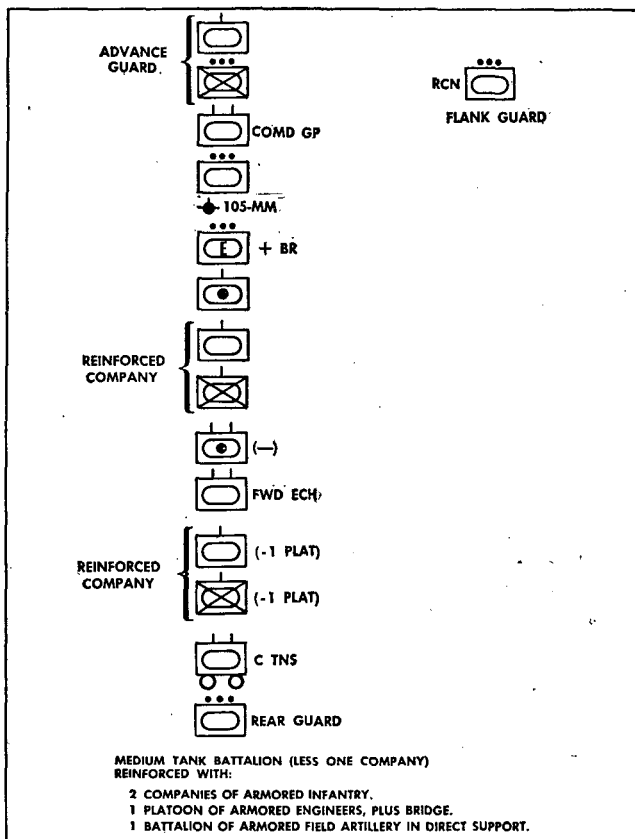 ADVANCE
GUARD
RCN
FLANK GUARD
COMD GP
105-MM
E + BR
REINFORCED
COMPANY
(—)
FWD ECH
REINFORCED
COMPANY
(-1 PLAT)
(-1 PLAT)
C TNS
REAR GUARD
MEDIUM TANK BATTALION (LESS ONE COMPANY)
REINFORCED WITH:
2 COMPANIES OF ARMORED INFANTRY.
1 PLATOON OF ARMORED ENGINEERS, PLUS BRIDGE.
1 BATTALION OF ARMORED FIELD ARTILLERY IN DIRECT SUPPORT.